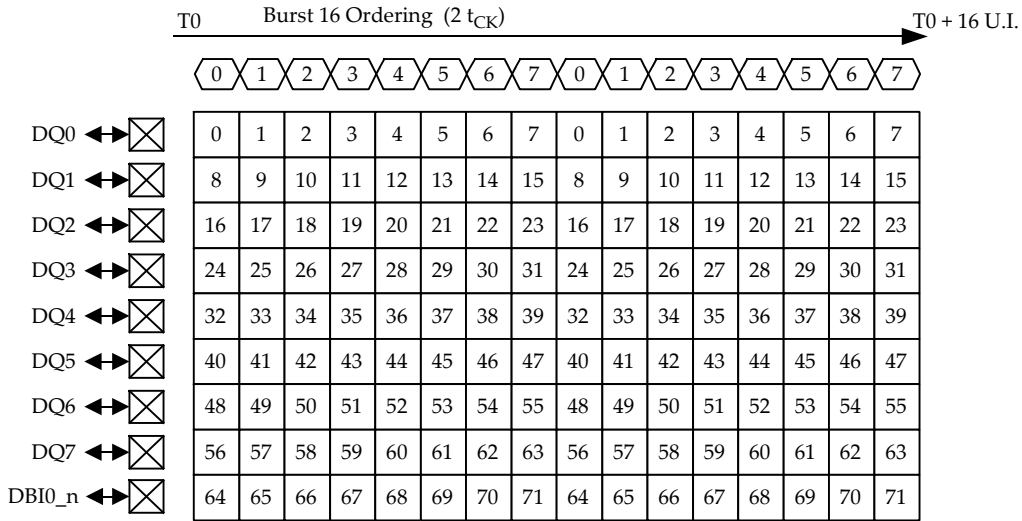 T0 Burst 16 Ordering (2 tCK) T0 + 16 U.I.
0 1 2 3 4 5 6 7 0 1 2 3 4 5 6 7
DQ0 0 1 2 3 4 5 6 7 0 1 2 3 4 5 6 7
DQ1 8 9 10 11 12 13 14 15 8 9 10 11 12 13 14 15
DQ2 16 17 18 19 20 21 22 23 16 17 18 19 20 21 22 23
DQ3 24 25 26 27 28 29 30 31 24 25 26 27 28 29 30 31
DQ4 32 33 34 35 36 37 38 39 32 33 34 35 36 37 38 39
DQ5 40 41 42 43 44 45 46 47 40 41 42 43 44 45 46 47
DQ6 48 49 50 51 52 53 54 55 48 49 50 51 52 53 54 55
DQ7 56 57 58 59 60 61 62 63 56 57 58 59 60 61 62 63
DBI0_n 64 65 66 67 68 69 70 71 64 65 66 67 68 69 70 71